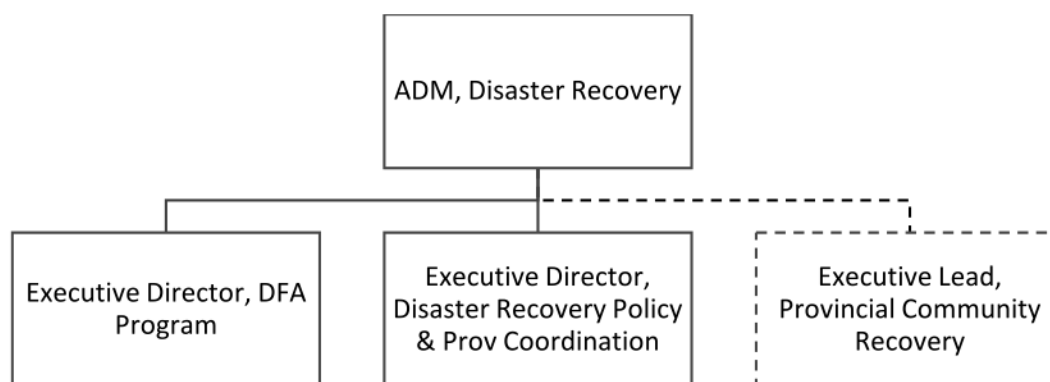 ADM, Disaster Recovery
Executive Director, DFA
Program
Executive Director,
Disaster Recovery Policy
& Prov Coordination
Executive Lead,
Provincial Community
Recovery